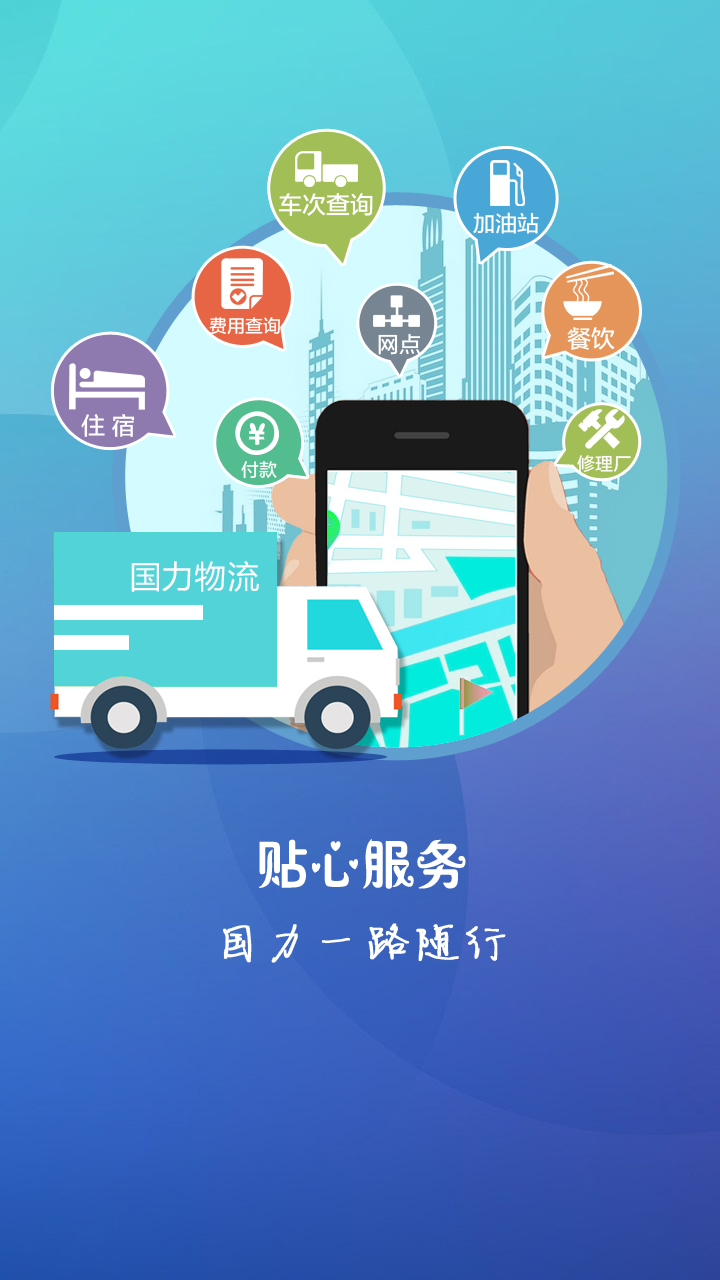 车次查询
加油站
费用查询
网点
餐饮
住宿
付款
修理厂
国力物流
贴心服务
国力一路随行